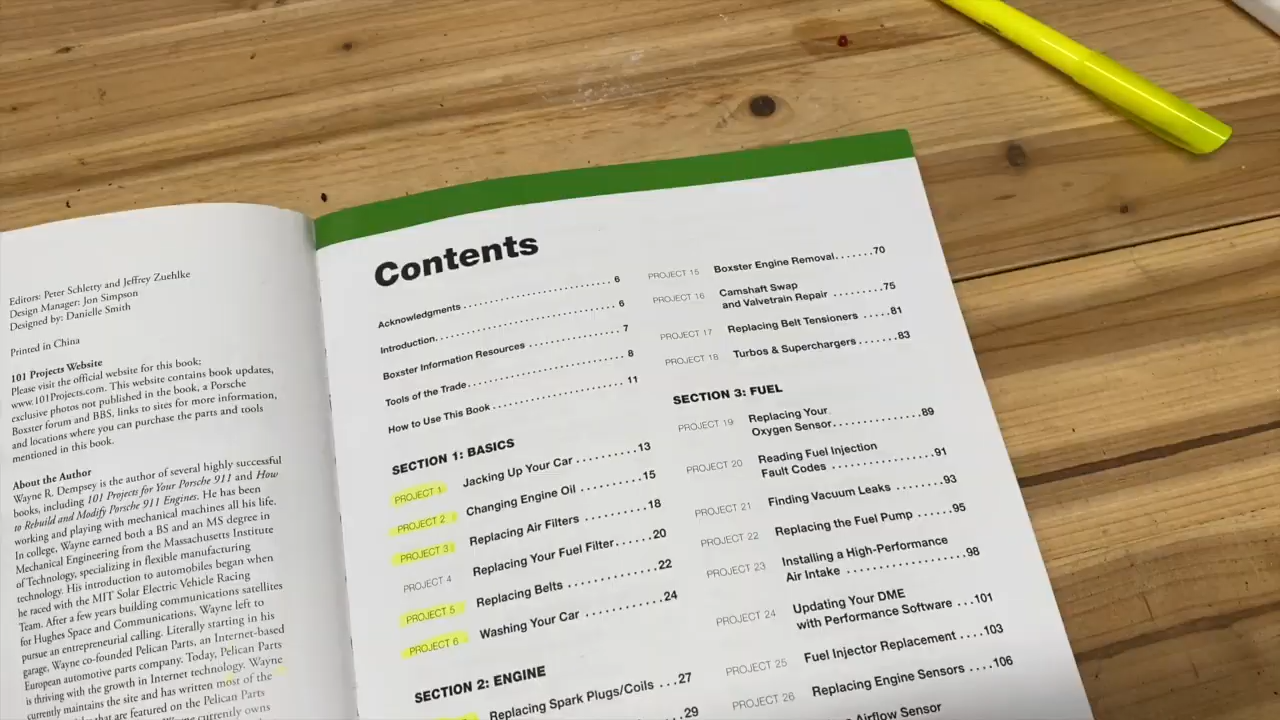 Editors: Peter Schletty and Jeffrey Zuehlke
Design Manager: Jon Simpson
Designed by: Danielle Smith
Printed in China
101 Projects Website
Please visit the official website for this book:
www.101Projects.com. This website contains book updates,
exclusive photos not published in the book, a Porsche
Boxster forum and BBS, links to sites for more information,
and locations where you can purchase the parts and tools
mentioned in this book.
About the Author
Wayne R. Dempsey is the author of several highly successful
books, including 101 Projects for Your Porsche 911 and How
to Rebuild and Modify Porsche 911 Engines. He has been
working and playing with mechanical machines all his life.
In college, Wayne earned both a BS and an MS degree in
Mechanical Engineering from the Massachusetts Institute
of Technology, specializing in flexible manufacturing
technology. His introduction to automobiles began when
he raced with the MIT Solar Electric Vehicle Racing
Team. After a few years building communications satellites
for Hughes Space and Communications, Wayne left to
pursue an entrepreneurial calling. Literally starting in his
garage, Wayne co-founded Pelican Parts, an Internet-based
European automotive parts company. Today, Pelican Parts
is thriving with the growth in Internet technology. Wayne
currently maintains the site and has written most of the
that are featured on the Pelican Parts
currently owns
Contents
Acknowledgments . . . . . . . . . . . . . . . . . . . . . . . . . . . 6
Introduction. . . . . . . . . . . . . . . . . . . . . . . . . . . . . . . 6
Boxster Information Resources . . . . . . . . . . . . . . . . 7
Tools of the Trade . . . . . . . . . . . . . . . . . . . . . . . . . . 8
How to Use This Book . . . . . . . . . . . . . . . . . . . . . . 11
SECTION 1: BASICS
PROJECT 1 Jacking Up Your Car . . . . . . . . . . 13
PROJECT 2 Changing Engine Oil . . . . . . . . . . 15
PROJECT 3 Replacing Air Filters . . . . . . . . . . 18
PROJECT 4 Replacing Your Fuel Filter . . . . . . 20
PROJECT 5 Replacing Belts . . . . . . . . . . . . . . 22
PROJECT 6 Washing Your Car . . . . . . . . . . . . 24
SECTION 2: ENGINE
Replacing Spark Plugs/Coils . . . 27
29
PROJECT 15 Boxster Engine Removal. . . . . . . 70
PROJECT 16 Camshaft Swap
and Valvetrain Repair . . . . . . . . 75
PROJECT 17 Replacing Belt Tensioners . . . . . 81
PROJECT 18 Turbos & Superchargers . . . . . . . 83
SECTION 3: FUEL
PROJECT 19 Replacing Your
Oxygen Sensor. . . . . . . . . . . . . . 89
PROJECT 20 Reading Fuel Injection
Fault Codes . . . . . . . . . . . . . . . . 91
PROJECT 21 Finding Vacuum Leaks . . . . . . . . 93
PROJECT 22 Replacing the Fuel Pump . . . . . . 95
PROJECT 23 Installing a High-Performance
Air Intake . . . . . . . . . . . . . . . . . . 98
PROJECT 24 Updating Your DME
with Performance Software . . . 101
PROJECT 25 Fuel Injector Replacement . . . . 103
PROJECT 26 Replacing Engine Sensors . . . . 106
Airflow Sensor